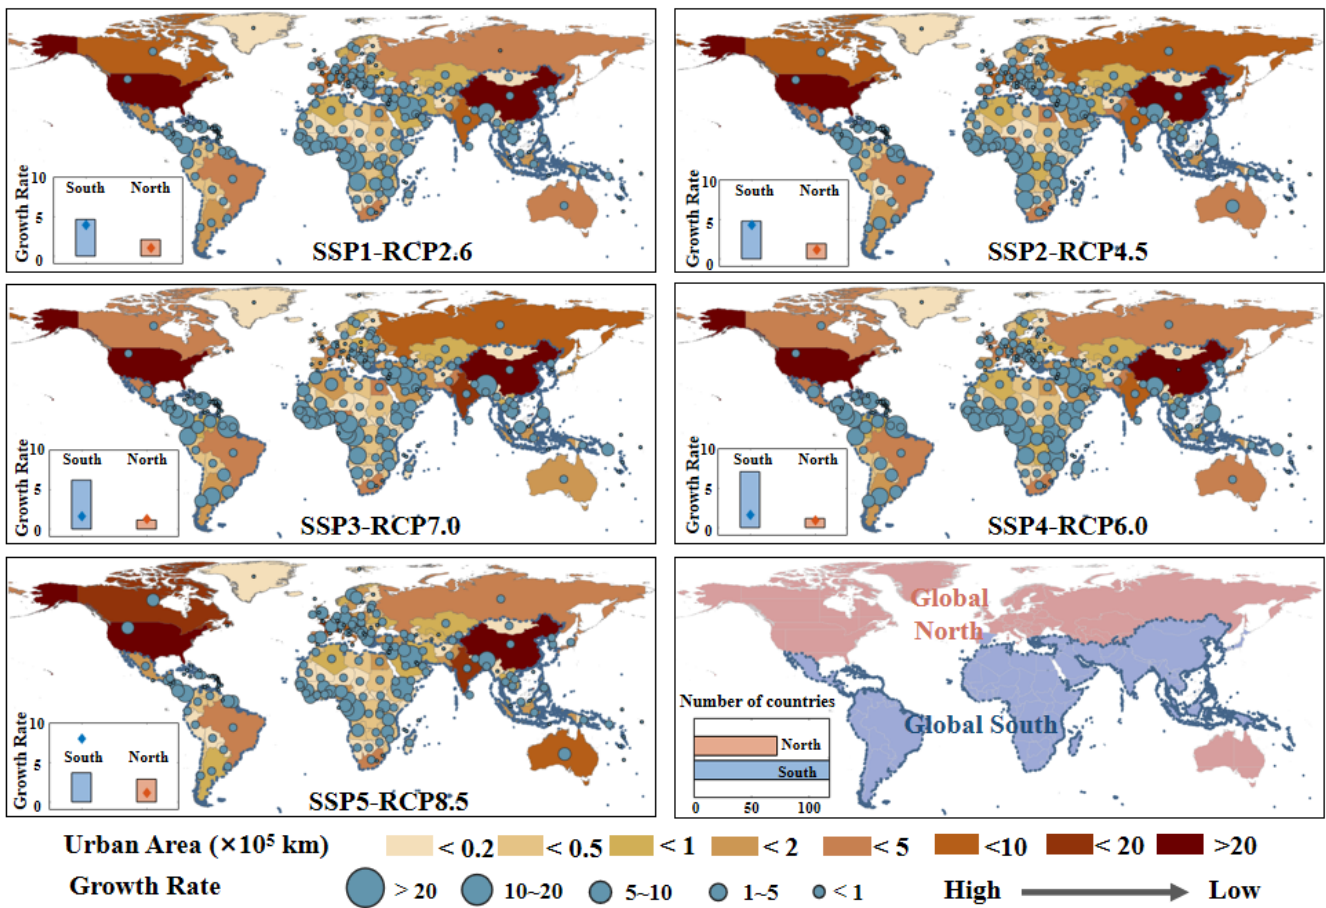 10
South North
5
0
Growth Rate
SSP1-RCP2.6
10
South North
5
0
Growth Rate
SSP2-RCP4.5
10
South North
5
0
Growth Rate
SSP3-RCP7.0
10
South North
5
0
Growth Rate
SSP4-RCP6.0
10
South North
5
0
Growth Rate
SSP5-RCP8.5
Global
North
Global South
Number of countries
North
South
0 100
Urban Area (×10⁵ km) < 0.2 < 0.5 < 1 < 2 < 5 <10 < 20 >20
Growth Rate > 20 10~20 5~10 1~5 < 1 High Low